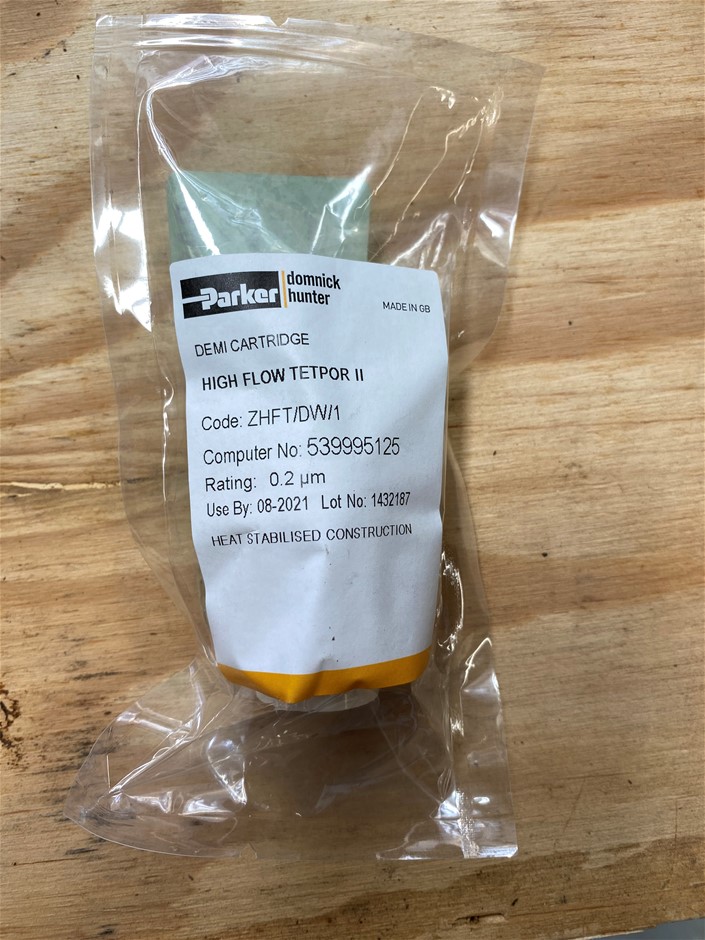 Parker domnick hunter
MADE IN GB
DEMI CARTRIDGE
HIGH FLOW TETPOR II
Code: ZHFT/DW/1
Computer No: 539995125
Rating: 0.2 µm
Use By: 08-2021 Lot No: 1432187
HEAT STABILISED CONSTRUCTION